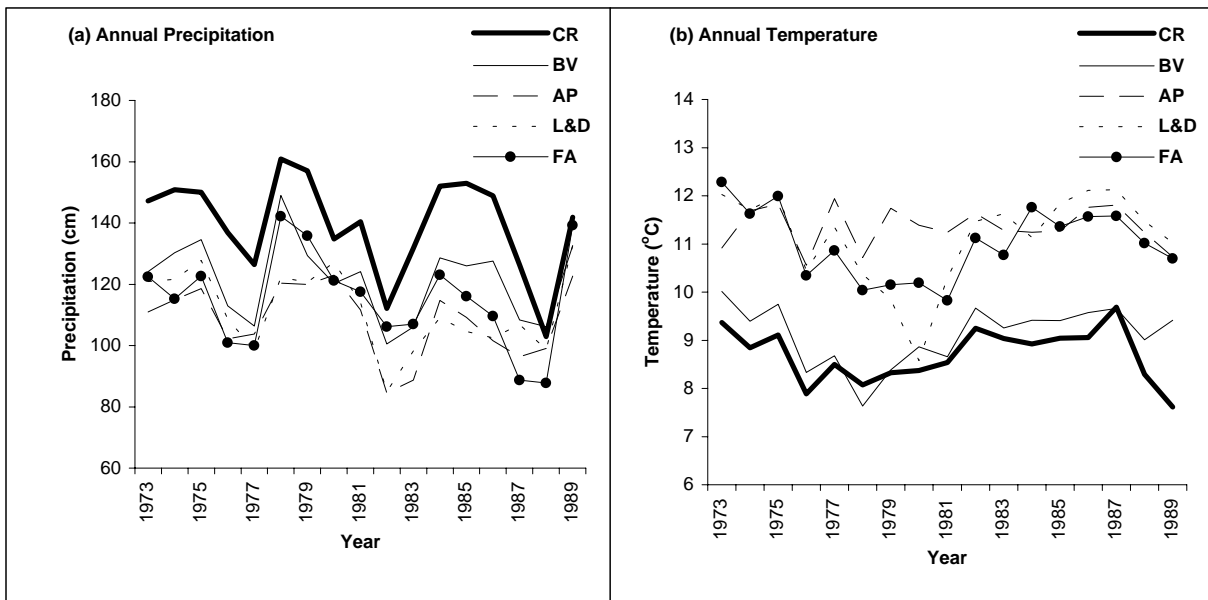 (a) Annual Precipitation
CR
BV
AP
L&D
FA
180
160
140
120
100
80
60
Precipitation (cm)
1973
1975
1977
1979
1981
1983
1985
1987
1989
Year
(b) Annual Temperature
CR
BV
AP
L&D
FA
14
13
12
11
10
9
8
7
6
Temperature (°C)
1973
1975
1977
1979
1981
1983
1985
1987
1989
Year